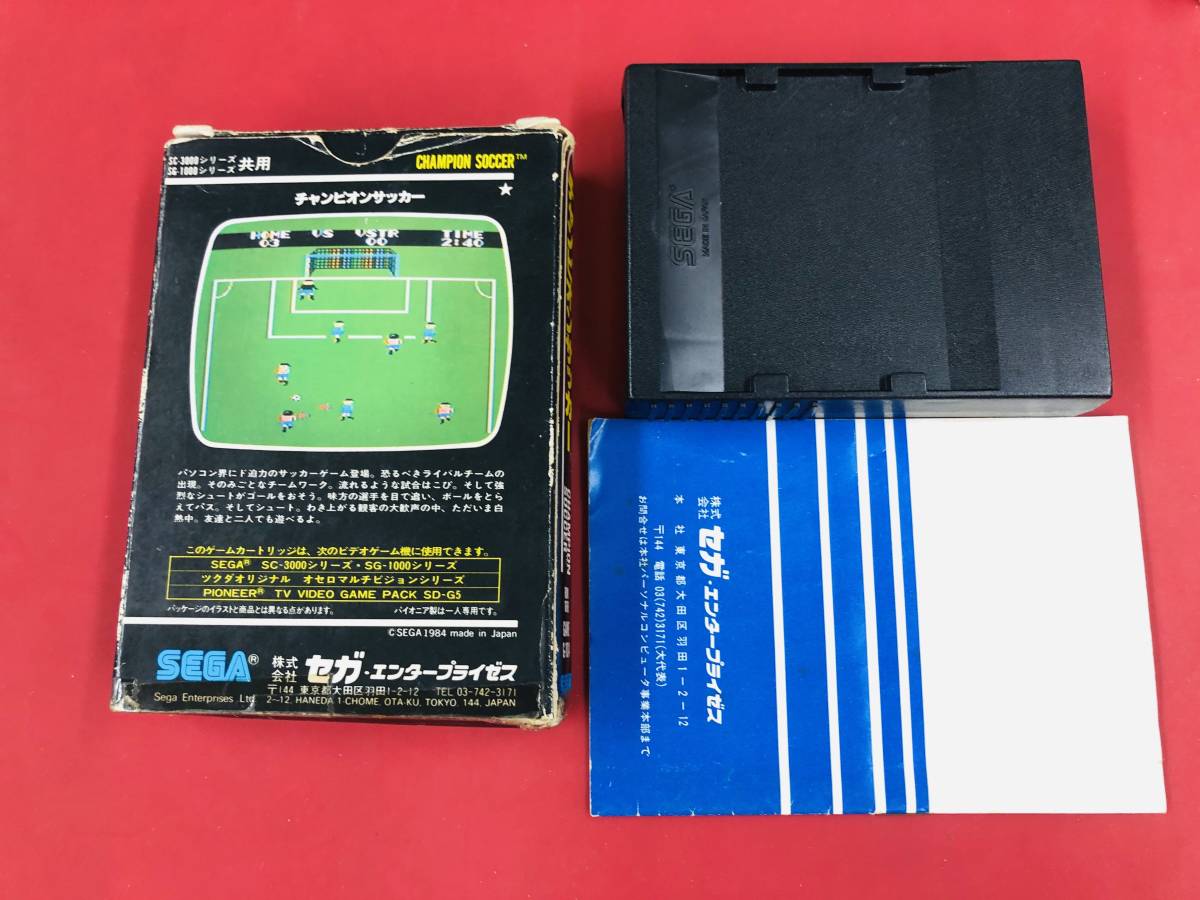 SC-3000シリーズ
SG-1000シリーズ 共用
CHAMPION SOCCER™
★
チャンピオンサッカー
HOME VS VSTR TIME
03 00 2:40
パソコン界にド迫力のサッカーゲーム登場。恐るべきライバルチームの
出現。そのみごとなチームワーク。流れるような試合はこび。そして強
烈なシュートがゴールをおそう。味方の選手を目で追い、ボールをとら
えてパス。そしてシュート。わき上がる観客の大歓声の中、ただいま白
熱中。友達と二人でも遊べるよ。
このゲームカートリッジは、次のビデオゲーム機に使用できます。
SEGA® SC-3000シリーズ・SG-1000シリーズ
ツクダオリジナル オセロマルチビジョンシリーズ
PIONEER® TV VIDEO GAME PACK SD-G5
パッケージのイラストと商品とは異なる点があります。 パイオニア製は一人専用です。
©SEGA 1984 made in Japan
SEGA® 株式会社 セガ・エンタープライゼス
〒144 東京都大田区羽田1-2-12 TEL 03-742-3171
Sega Enterprises Ltd. 2-12, HANEDA 1-CHOME, OTA-KU, TOKYO, 144, JAPAN
SEGA®
MADE IN JAPAN
株式会社 セガ・エンタープライゼス
本社 東京都大田区羽田1-2-12
〒144 電話 03(742)3171(大代表)
お問合せは本社パーソナルコンピュータ事業本部まで